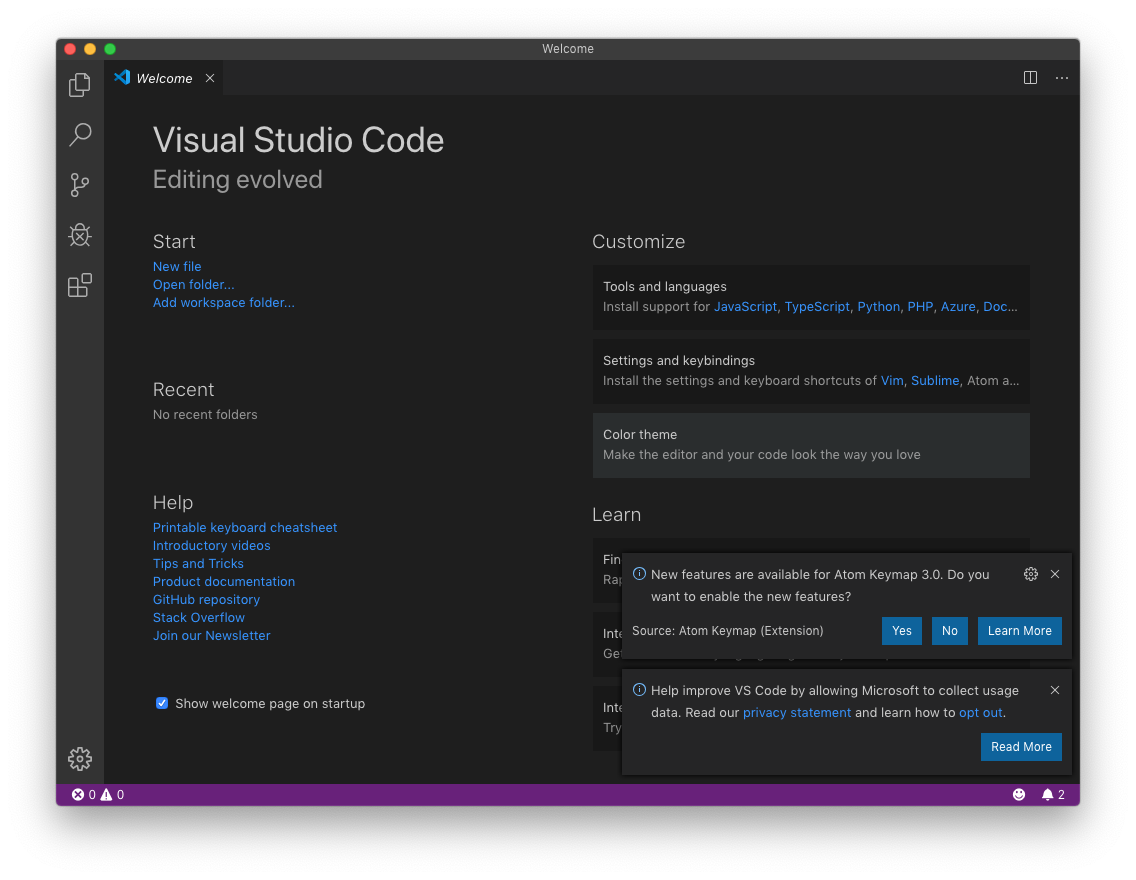 Welcome
Welcome
Visual Studio Code
Editing evolved
Start
New file
Open folder...
Add workspace folder...
Recent
No recent folders
Help
Printable keyboard cheatsheet
Introductory videos
Tips and Tricks
Product documentation
GitHub repository
Stack Overflow
Join our Newsletter
Show welcome page on startup
Customize
Tools and languages
Install support for JavaScript, TypeScript, Python, PHP, Azure, Doc...
Settings and keybindings
Install the settings and keyboard shortcuts of Vim, Sublime, Atom a...
Color theme
Make the editor and your code look the way you love
Learn
Fin
Rap
Inte
Ge
Inte
Try
New features are available for Atom Keymap 3.0. Do you
want to enable the new features?
Source: Atom Keymap (Extension)
Yes
No
Learn More
Help improve VS Code by allowing Microsoft to collect usage
data. Read our privacy statement and learn how to opt out.
Read More
0 0
2